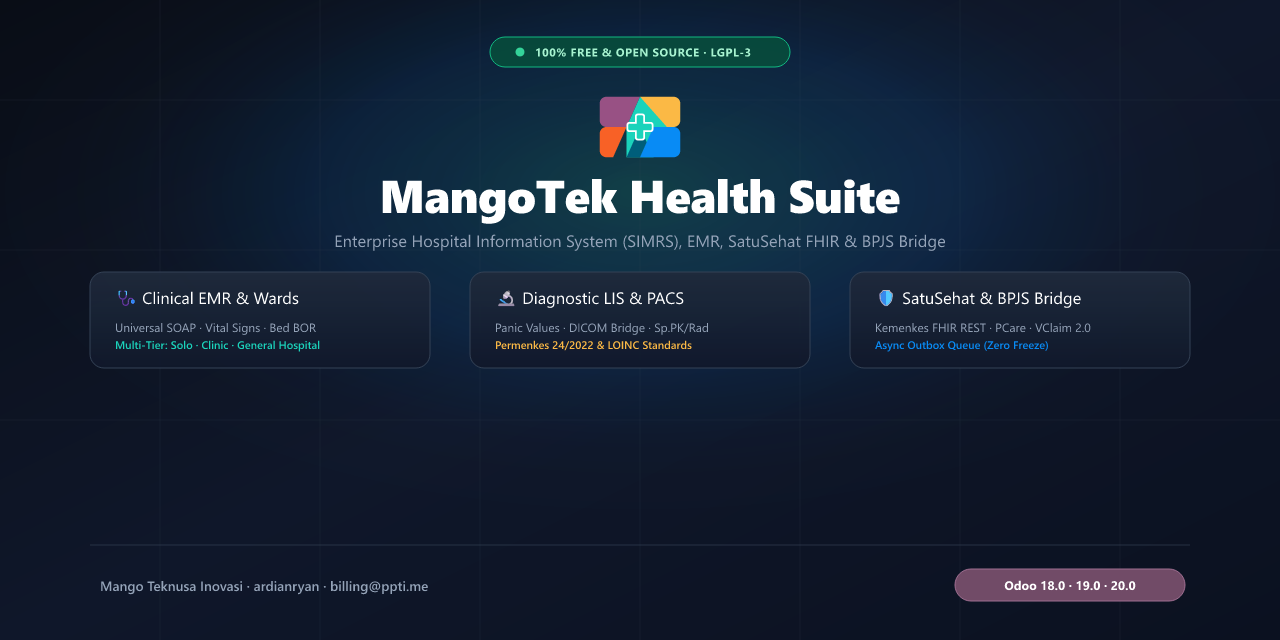 100% FREE & OPEN SOURCE · LGPL-3
MangoTek Health Suite
Enterprise Hospital Information System (SIMRS), EMR, SatuSehat FHIR & BPJS Bridge
Clinical EMR & Wards
Universal SOAP · Vital Signs · Bed BOR
Multi-Tier: Solo · Clinic · General Hospital
Diagnostic LIS & PACS
Panic Values · DICOM Bridge · Sp.PK/Rad
Permenkes 24/2022 & LOINC Standards
SatuSehat & BPJS Bridge
Kemenkes FHIR REST · PCare · VClaim 2.0
Async Outbox Queue (Zero Freeze)
Mango Teknusa Inovasi · ardianryan · billing@ppti.me
Odoo 18.0 · 19.0 · 20.0